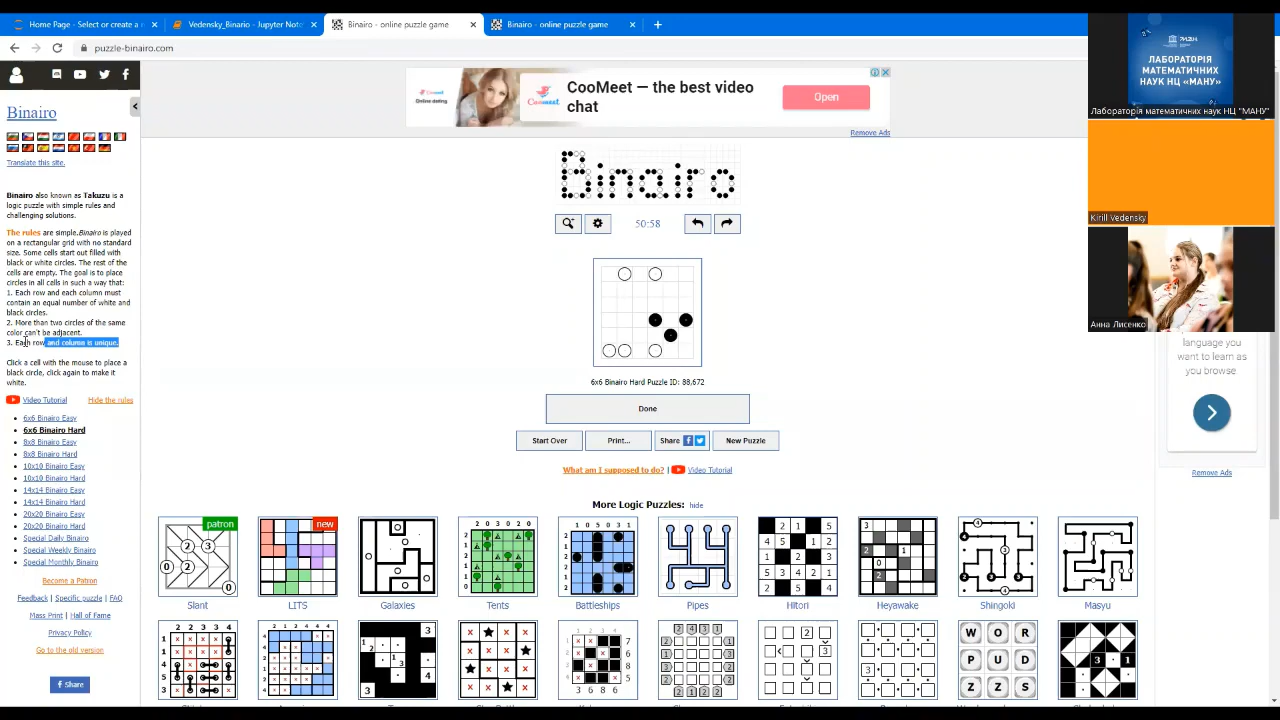 Home Page - Select or create a n
Vedensky_Binario - Jupyter Note
Binairo - online puzzle game
Binairo - online puzzle game
puzzle-binairo.com
Binairo
Translate this site.
Binairo also known as Takuzu is a
logic puzzle with simple rules and
challenging solutions.
The rules are simple.Binairo is played
on a rectangular grid with no standard
size. Some cells start out filled with
black or white circles. The rest of the
cells are empty. The goal is to place
circles in all cells in such a way that:
1. Each row and each column must
contain an equal number of white and
black circles.
2. More than two circles of the same
color can't be adjacent.
3. Each row and column is unique.
Click a cell with the mouse to place a
black circle, click again to make it
white.
Video Tutorial
Hide the rules
6x6 Binairo Easy
6x6 Binairo Hard
8x8 Binairo Easy
8x8 Binairo Hard
10x10 Binairo Easy
10x10 Binairo Hard
14x14 Binairo Easy
14x14 Binairo Hard
20x20 Binairo Easy
20x20 Binairo Hard
Special Daily Binairo
Special Weekly Binairo
Special Monthly Binairo
Become a Patron
Feedback | Specific puzzle | FAQ
Mass Print | Hall of Fame
Privacy Policy
Go to the old version
Share
CooMeet
CooMeet — the best video
chat
Open
Remove Ads
Binairo
50:58
6x6 Binairo Hard Puzzle ID: 88,672
Done
Start Over
Print...
Share
New Puzzle
What am I supposed to do? |
Video Tutorial
More Logic Puzzles: hide
patron
new
Slant
LITS
Galaxies
Tents
Battleships
Pipes
Hitori
Heyawake
Shingoki
Masyu
W O R
P U D
Z Z S
ЛАБОРАТОРІЯ
МАТЕМАТИЧНИХ
НАУК НЦ «МАНУ»
Лабораторія математичних наук НЦ "МАНУ"
Kirill Vedensky
Анна Лисенко
language you
want to learn as
you browse
Remove Ads